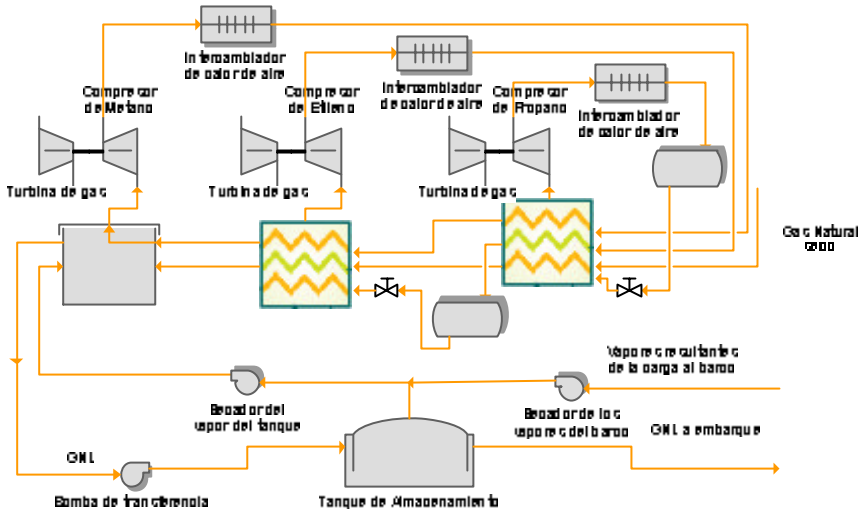 Intercambiador
de calor de aire
Intercambiador
de calor de aire
Intercambiador
de calor de aire
Compresor
de Metano
Compresor
de Etileno
Compresor
de Propano
Turbina de gas
Turbina de gas
Turbina de gas
Gas Natural
seco
Vapores resultantes
de la carga al barco
Secador del
vapor del tanque
Secador de los
vapores del barco
GNL a embarque
GNL
Bomba de transferencia
Tanque de Almacenamiento